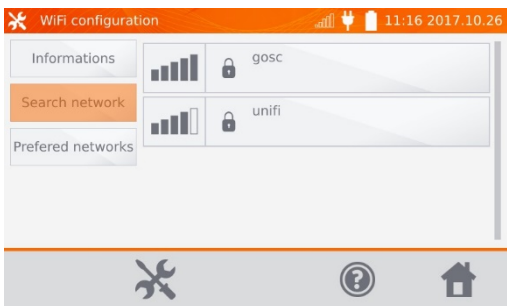 WiFi configuration 11:16 2017.10.26
Informations
gosc
Search network
unifi
Prefered networks
?